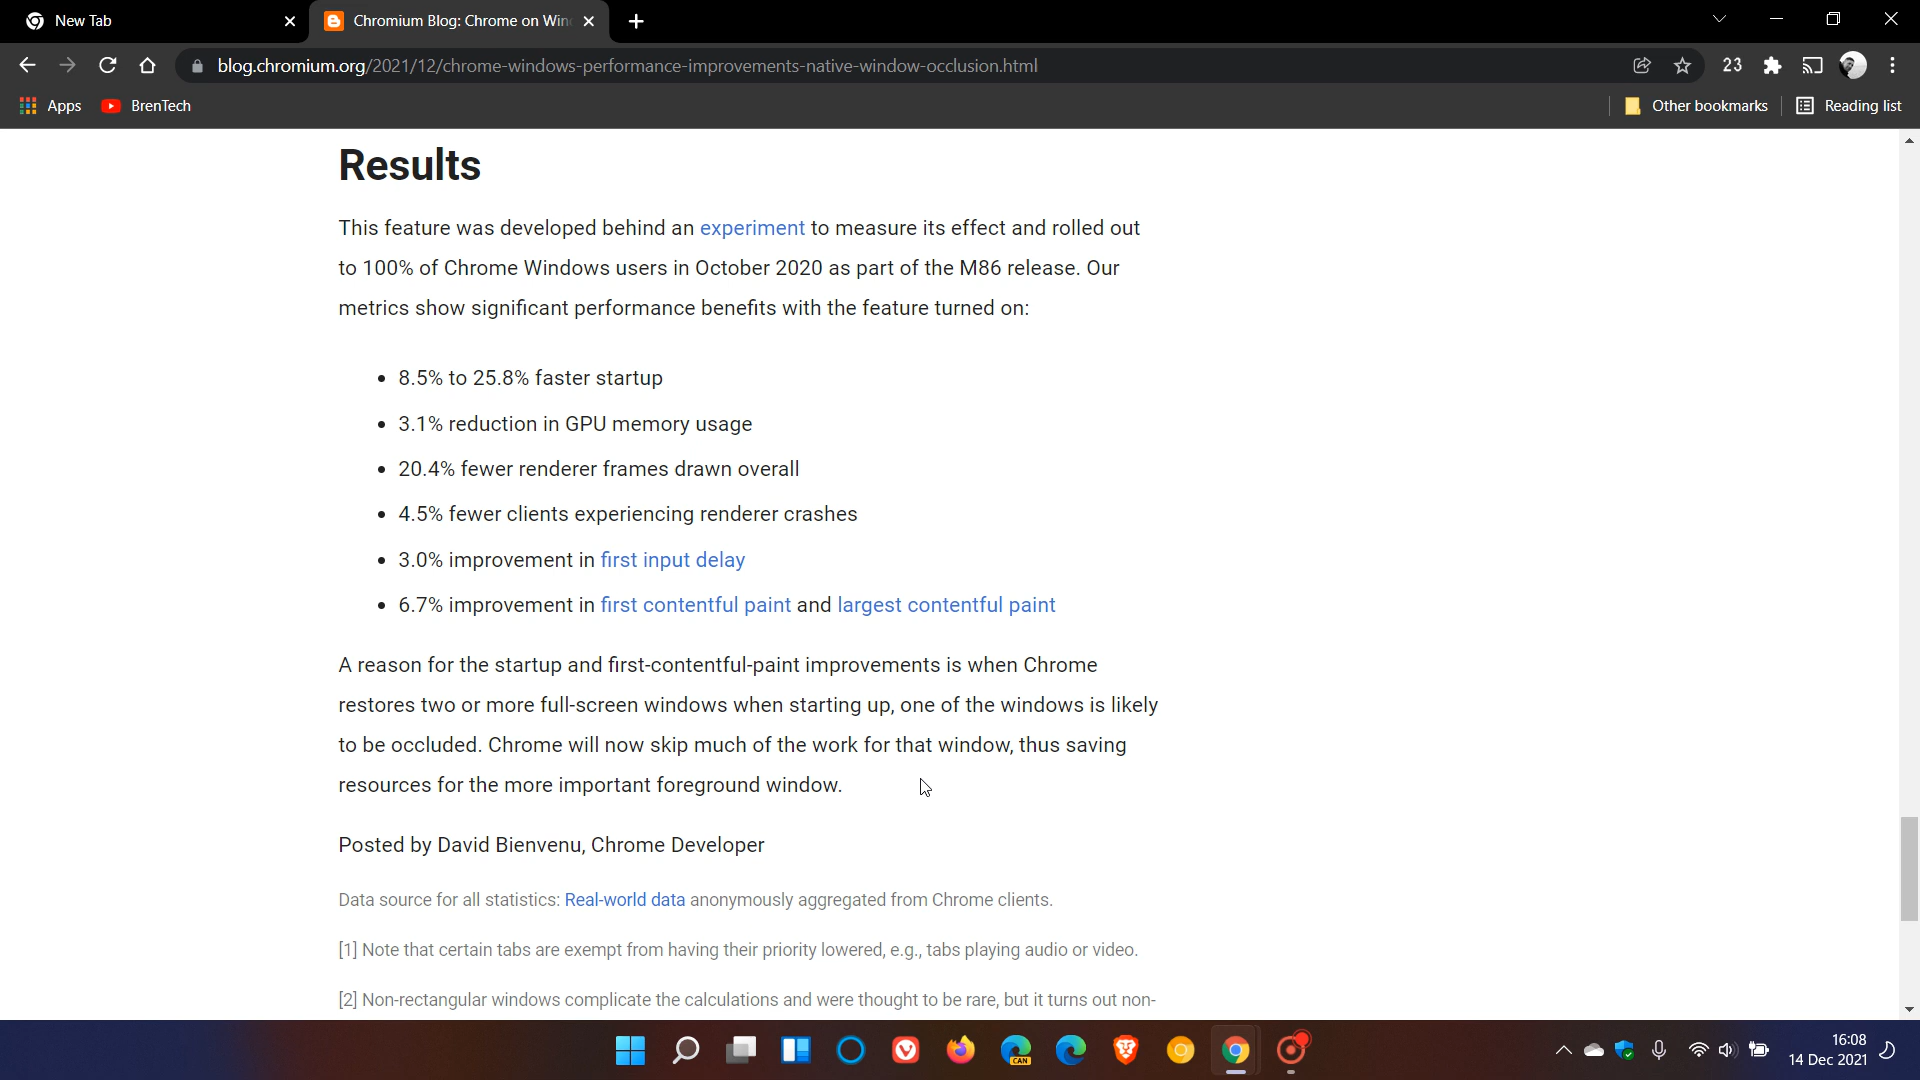 New Tab
Chromium Blog: Chrome on Win
blog.chromium.org/2021/12/chrome-windows-performance-improvements-native-window-occlusion.html
23
Apps
BrenTech
Other bookmarks
Reading list
Results
This feature was developed behind an experiment to measure its effect and rolled out
to 100% of Chrome Windows users in October 2020 as part of the M86 release. Our
metrics show significant performance benefits with the feature turned on:
• 8.5% to 25.8% faster startup
• 3.1% reduction in GPU memory usage
• 20.4% fewer renderer frames drawn overall
• 4.5% fewer clients experiencing renderer crashes
• 3.0% improvement in first input delay
• 6.7% improvement in first contentful paint and largest contentful paint
A reason for the startup and first-contentful-paint improvements is when Chrome
restores two or more full-screen windows when starting up, one of the windows is likely
to be occluded. Chrome will now skip much of the work for that window, thus saving
resources for the more important foreground window.
Posted by David Bienvenu, Chrome Developer
Data source for all statistics: Real-world data anonymously aggregated from Chrome clients.
[1] Note that certain tabs are exempt from having their priority lowered, e.g., tabs playing audio or video.
[2] Non-rectangular windows complicate the calculations and were thought to be rare, but it turns out non-
CAN
16:08
14 Dec 2021